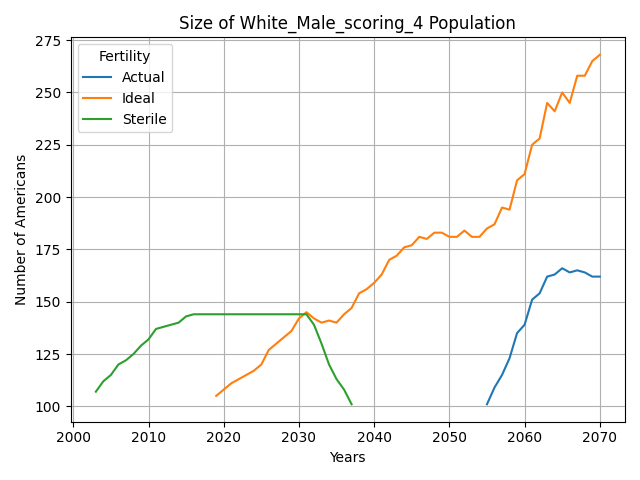 Size of White_Male_scoring_4 Population
Number of Americans
275
250
225
200
175
150
125
100
Fertility
Actual
Ideal
Sterile
2000 2010 2020 2030 2040 2050 2060 2070
Years